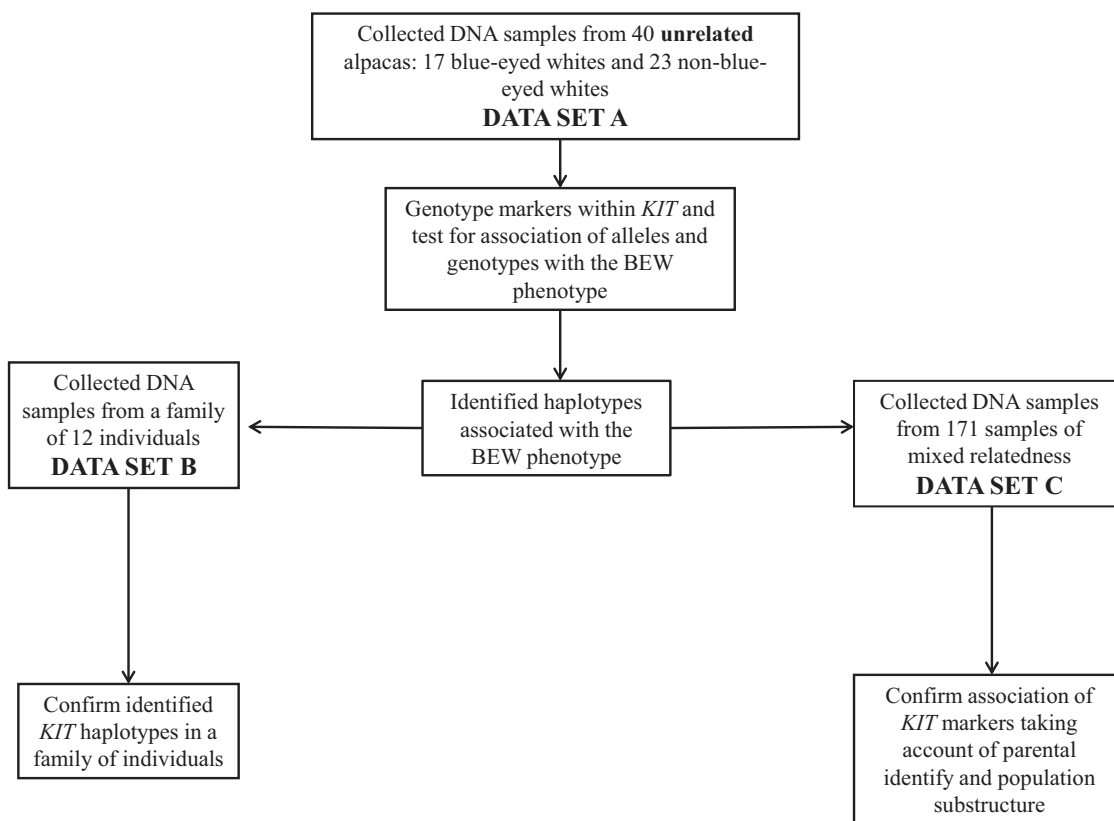 Collected DNA samples from 40 unrelated
alpacas: 17 blue-eyed whites and 23 non-blue-
eyed whites
DATA SET A
Genotype markers within KIT and
test for association of alleles and
genotypes with the BEW
phenotype
Identified haplotypes
associated with the
BEW phenotype
Collected DNA
samples from a family
of 12 individuals
DATA SET B
Collected DNA samples
from 171 samples of
mixed relatedness
DATA SET C
Confirm identified
KIT haplotypes in a
family of individuals
Confirm association of
KIT markers taking
account of parental
identify and population
substructure